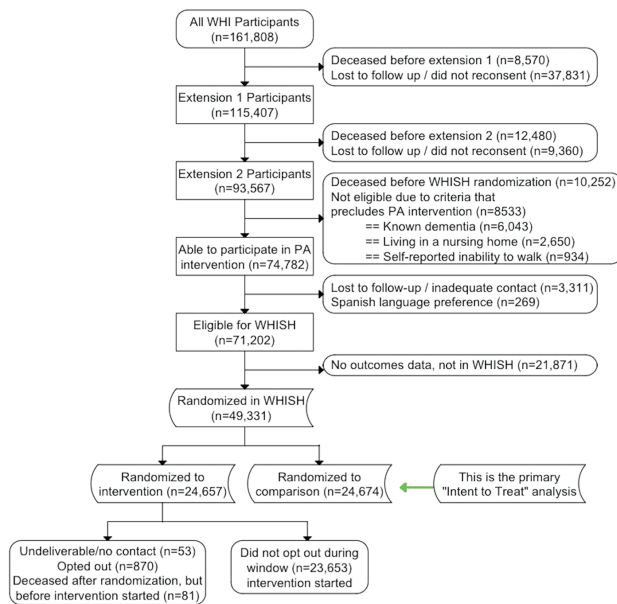 All WHI Participants
(n=161,808)
Deceased before extension 1 (n=8,570)
Lost to follow up / did not reconsent (n=37,831)
Extension 1 Participants
(n=115,407)
Deceased before extension 2 (n=12,480)
Lost to follow up / did not reconsent (n=9,360)
Extension 2 Participants
(n=93,567)
Deceased before WHISH randomization (n=10,252)
Not eligible due to criteria that
precludes PA intervention (n=8533)
== Known dementia (n=6,043)
== Living in a nursing home (n=2,650)
== Self-reported inability to walk (n=934)
Able to participate in PA
intervention (n=74,782)
Lost to follow-up / inadequate contact (n=3,311)
Spanish language preference (n=269)
Eligible for WHISH
(n=71,202)
No outcomes data, not in WHISH (n=21,871)
Randomized in WHISH
(n=49,331)
Randomized to
intervention (n=24,657)
Randomized to
comparison (n=24,674)
This is the primary
"Intent to Treat" analysis
Undeliverable/no contact (n=53)
Opted out (n=870)
Deceased after randomization, but
before intervention started (n=81)
Did not opt out during
window (n=23,653)
intervention started